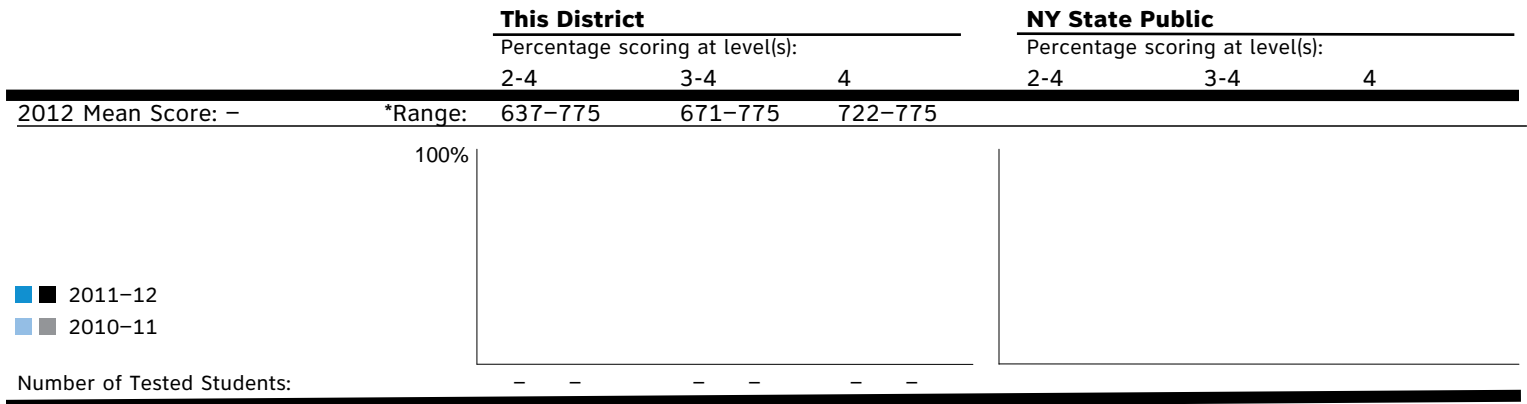 This District NY State Public
Percentage scoring at level(s): Percentage scoring at level(s):
2-4 3-4 4 2-4 3-4 4
2012 Mean Score: – *Range: 637–775 671–775 722–775
100%
2011–12
2010–11
Number of Tested Students: – – – – – –